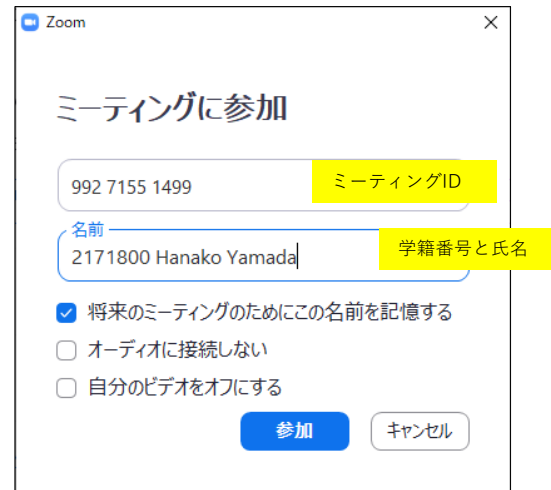 Zoom
ミーティングに参加
992 7155 1499
ミーティングID
名前
2171800 Hanako Yamada
学籍番号と氏名
将来のミーティングのためにこの名前を記憶する
オーディオに接続しない
自分のビデオをオフにする
参加
キャンセル